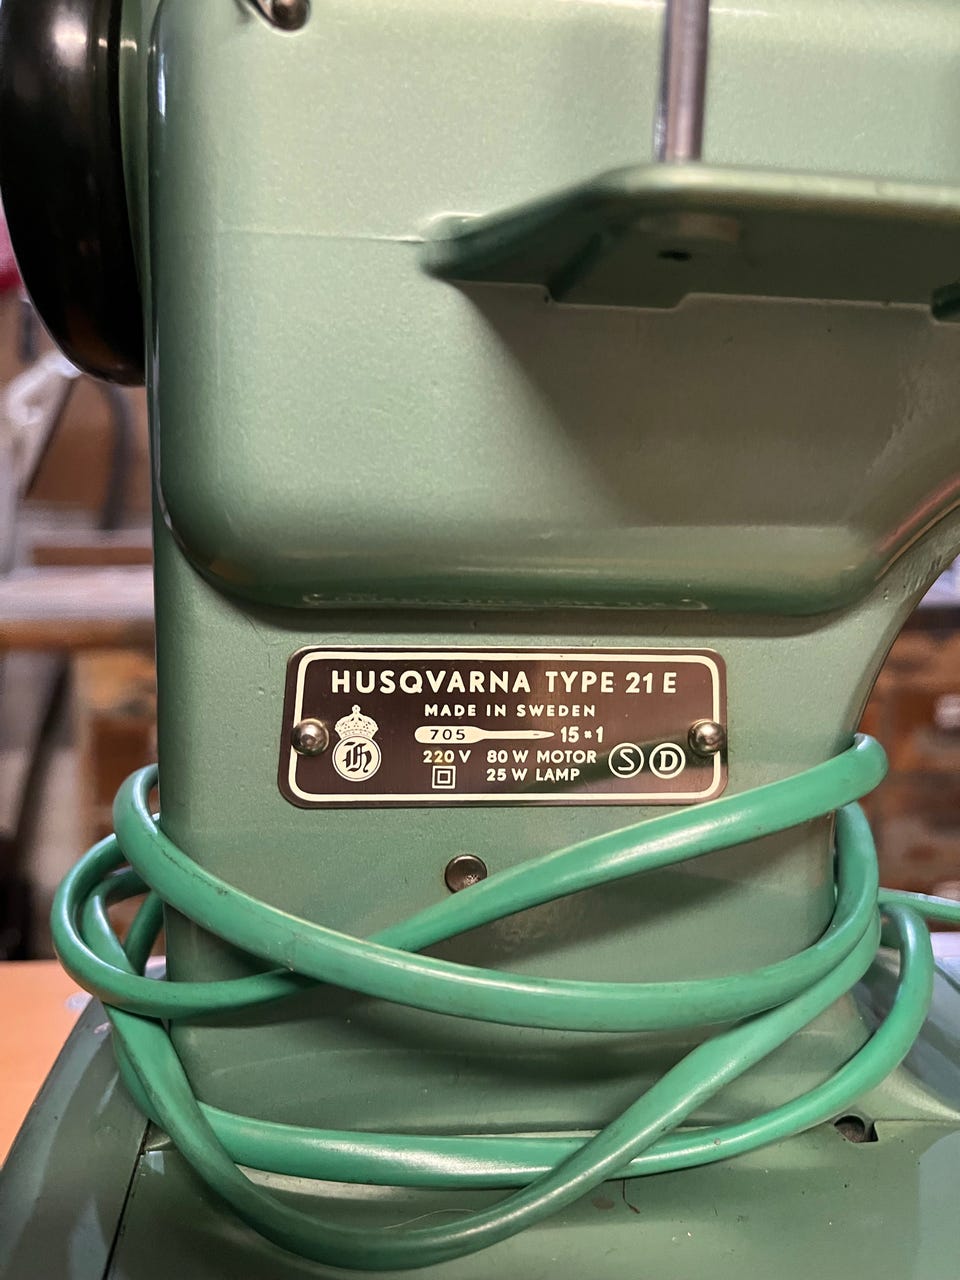 HUSQVARNA TYPE 21 E
MADE IN SWEDEN
705 15*1
220 V 80 W MOTOR
25 W LAMP
H
S D